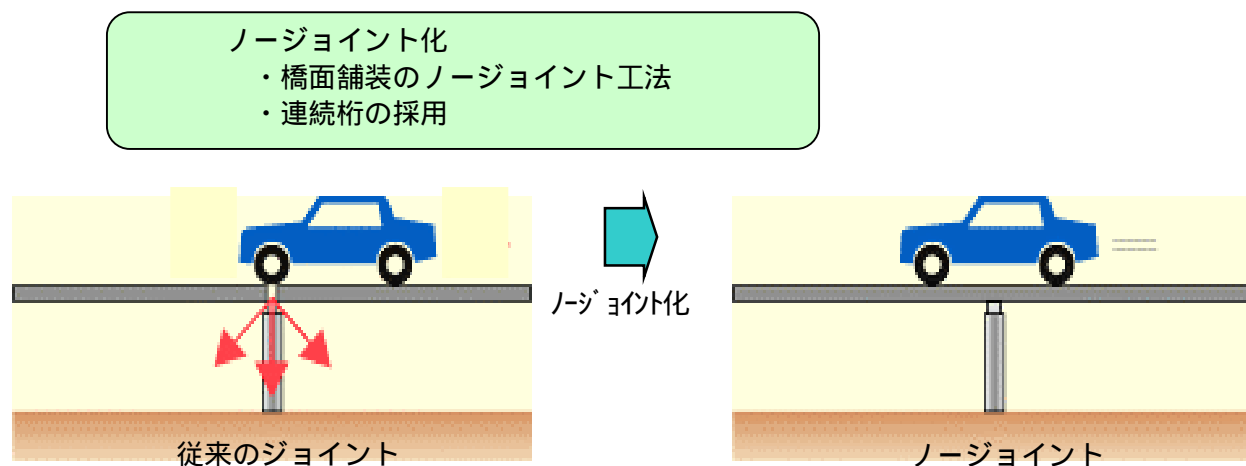 ノージョイント化
・橋面舗装のノージョイント工法
・連続桁の採用
ﾉｰｼﾞｮｲﾝﾄ化
従来のジョイント
ノージョイント